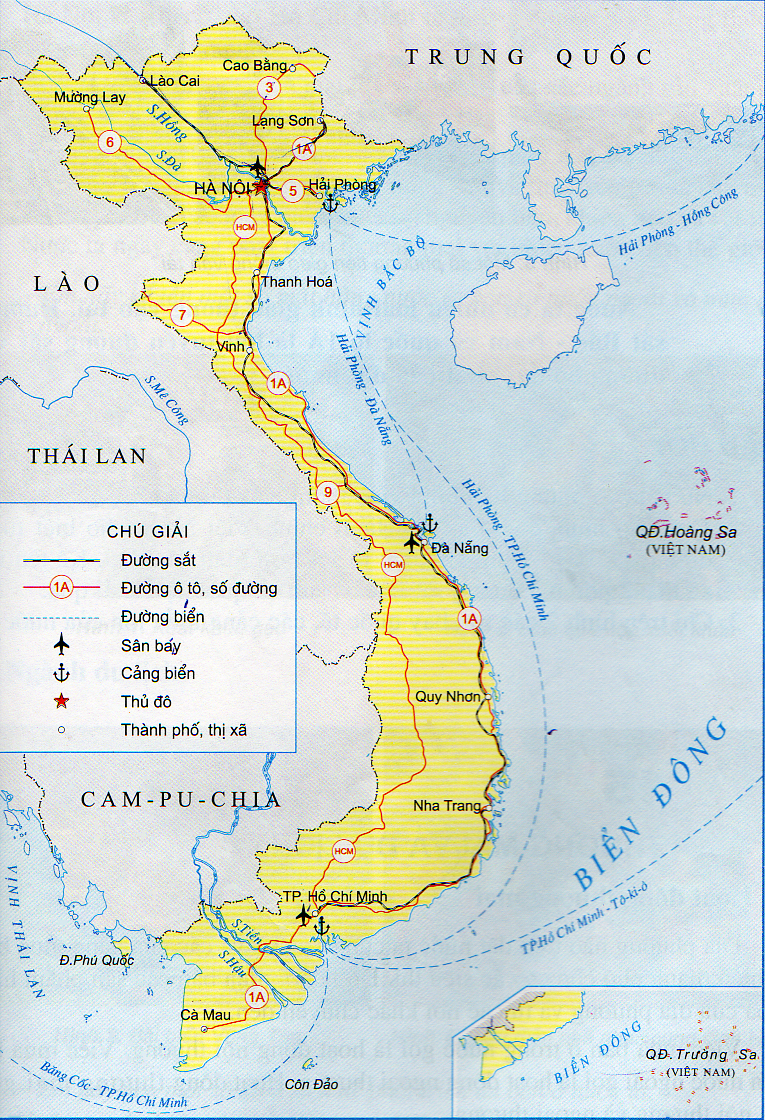 TRUNG QUỐC
Cao Bằng
Lào Cai
3
Mường Lay
S.Hồng
Lạng Sơn
1A
6
S.Đà
HÀ NỘI
5
Hải Phòng
HCM
Hải Phòng - Hồng Công
VỊNH BẮC BỘ
LÀO
Thanh Hoá
7
Vinh
Hải Phòng - Đà Nẵng
1A
S.Mê Công
THÁI LAN
9
Hải Phòng - TP.Hồ Chí Minh
QĐ.Hoàng Sa
(VIỆT NAM)
Đà Nẵng
HCM
CHÚ GIẢI
Đường sắt
1A
Đường ô tô, số đường
Đường biển
Sân bay
Cảng biển
Thủ đô
Thành phố, thị xã
1A
Quy Nhơn
BIỂN ĐÔNG
CAM-PU-CHIA
Nha Trang
HCM
TP. Hồ Chí Minh
TP.Hồ Chí Minh - Tô-ki-ô
VỊNH THÁI LAN
S.Tiền
S.Hậu
Đ.Phú Quốc
1A
Cà Mau
Băng Cốc - TP.Hồ Chí Minh
Côn Đảo
BIỂN ĐÔNG
QĐ.Trường Sa
(VIỆT NAM)